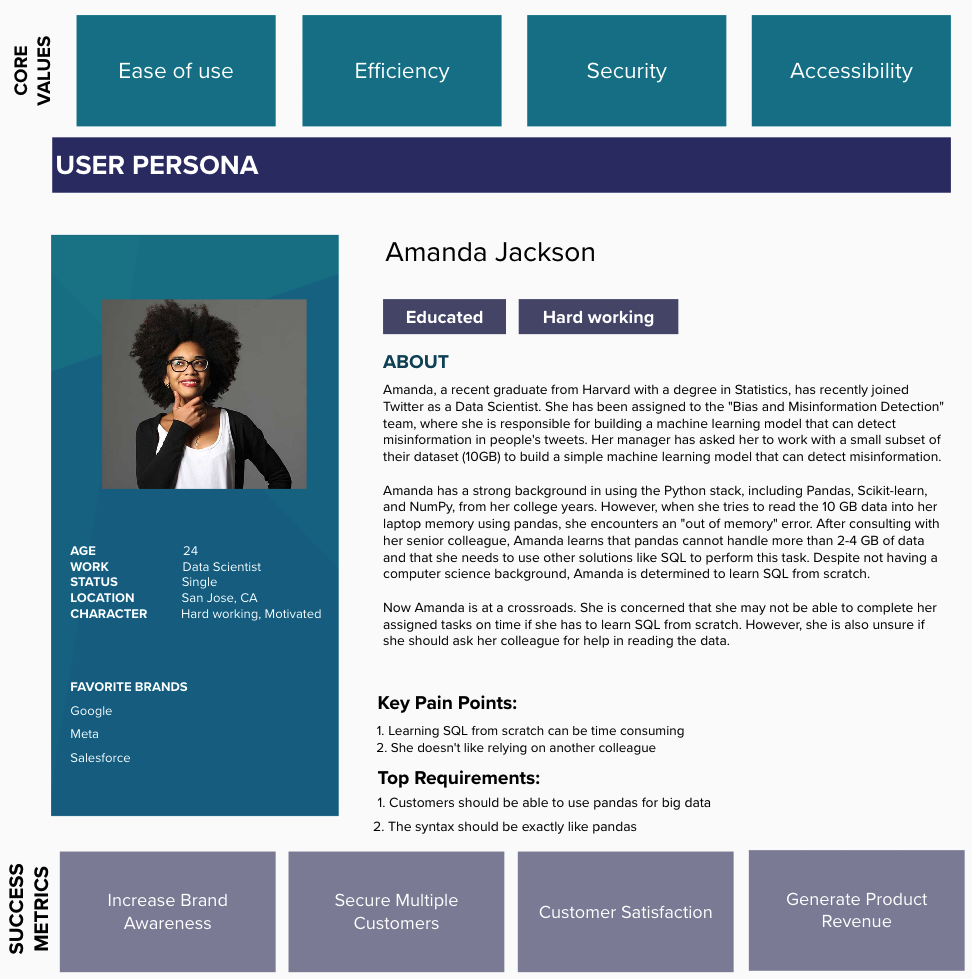 CORE
VALUES
Ease of use
Efficiency
Security
Accessibility
USER PERSONA
Amanda Jackson
Educated
Hard working
ABOUT
Amanda, a recent graduate from Harvard with a degree in Statistics, has recently joined
Twitter as a Data Scientist. She has been assigned to the "Bias and Misinformation Detection"
team, where she is responsible for building a machine learning model that can detect
misinformation in people's tweets. Her manager has asked her to work with a small subset of
their dataset (10GB) to build a simple machine learning model that can detect misinformation.
Amanda has a strong background in using the Python stack, including Pandas, Scikit-learn,
and NumPy, from her college years. However, when she tries to read the 10 GB data into her
laptop memory using pandas, she encounters an "out of memory" error. After consulting with
her senior colleague, Amanda learns that pandas cannot handle more than 2-4 GB of data
and that she needs to use other solutions like SQL to perform this task. Despite not having a
computer science background, Amanda is determined to learn SQL from scratch.
Now Amanda is at a crossroads. She is concerned that she may not be able to complete her
assigned tasks on time if she has to learn SQL from scratch. However, she is also unsure if
she should ask her colleague for help in reading the data.
AGE 24
WORK Data Scientist
STATUS Single
LOCATION San Jose, CA
CHARACTER Hard working, Motivated
FAVORITE BRANDS
Google
Meta
Salesforce
Key Pain Points:
1. Learning SQL from scratch can be time consuming
2. She doesn't like relying on another colleague
Top Requirements:
1. Customers should be able to use pandas for big data
2. The syntax should be exactly like pandas
SUCCESS
METRICS
Increase Brand
Awareness
Secure Multiple
Customers
Customer Satisfaction
Generate Product
Revenue